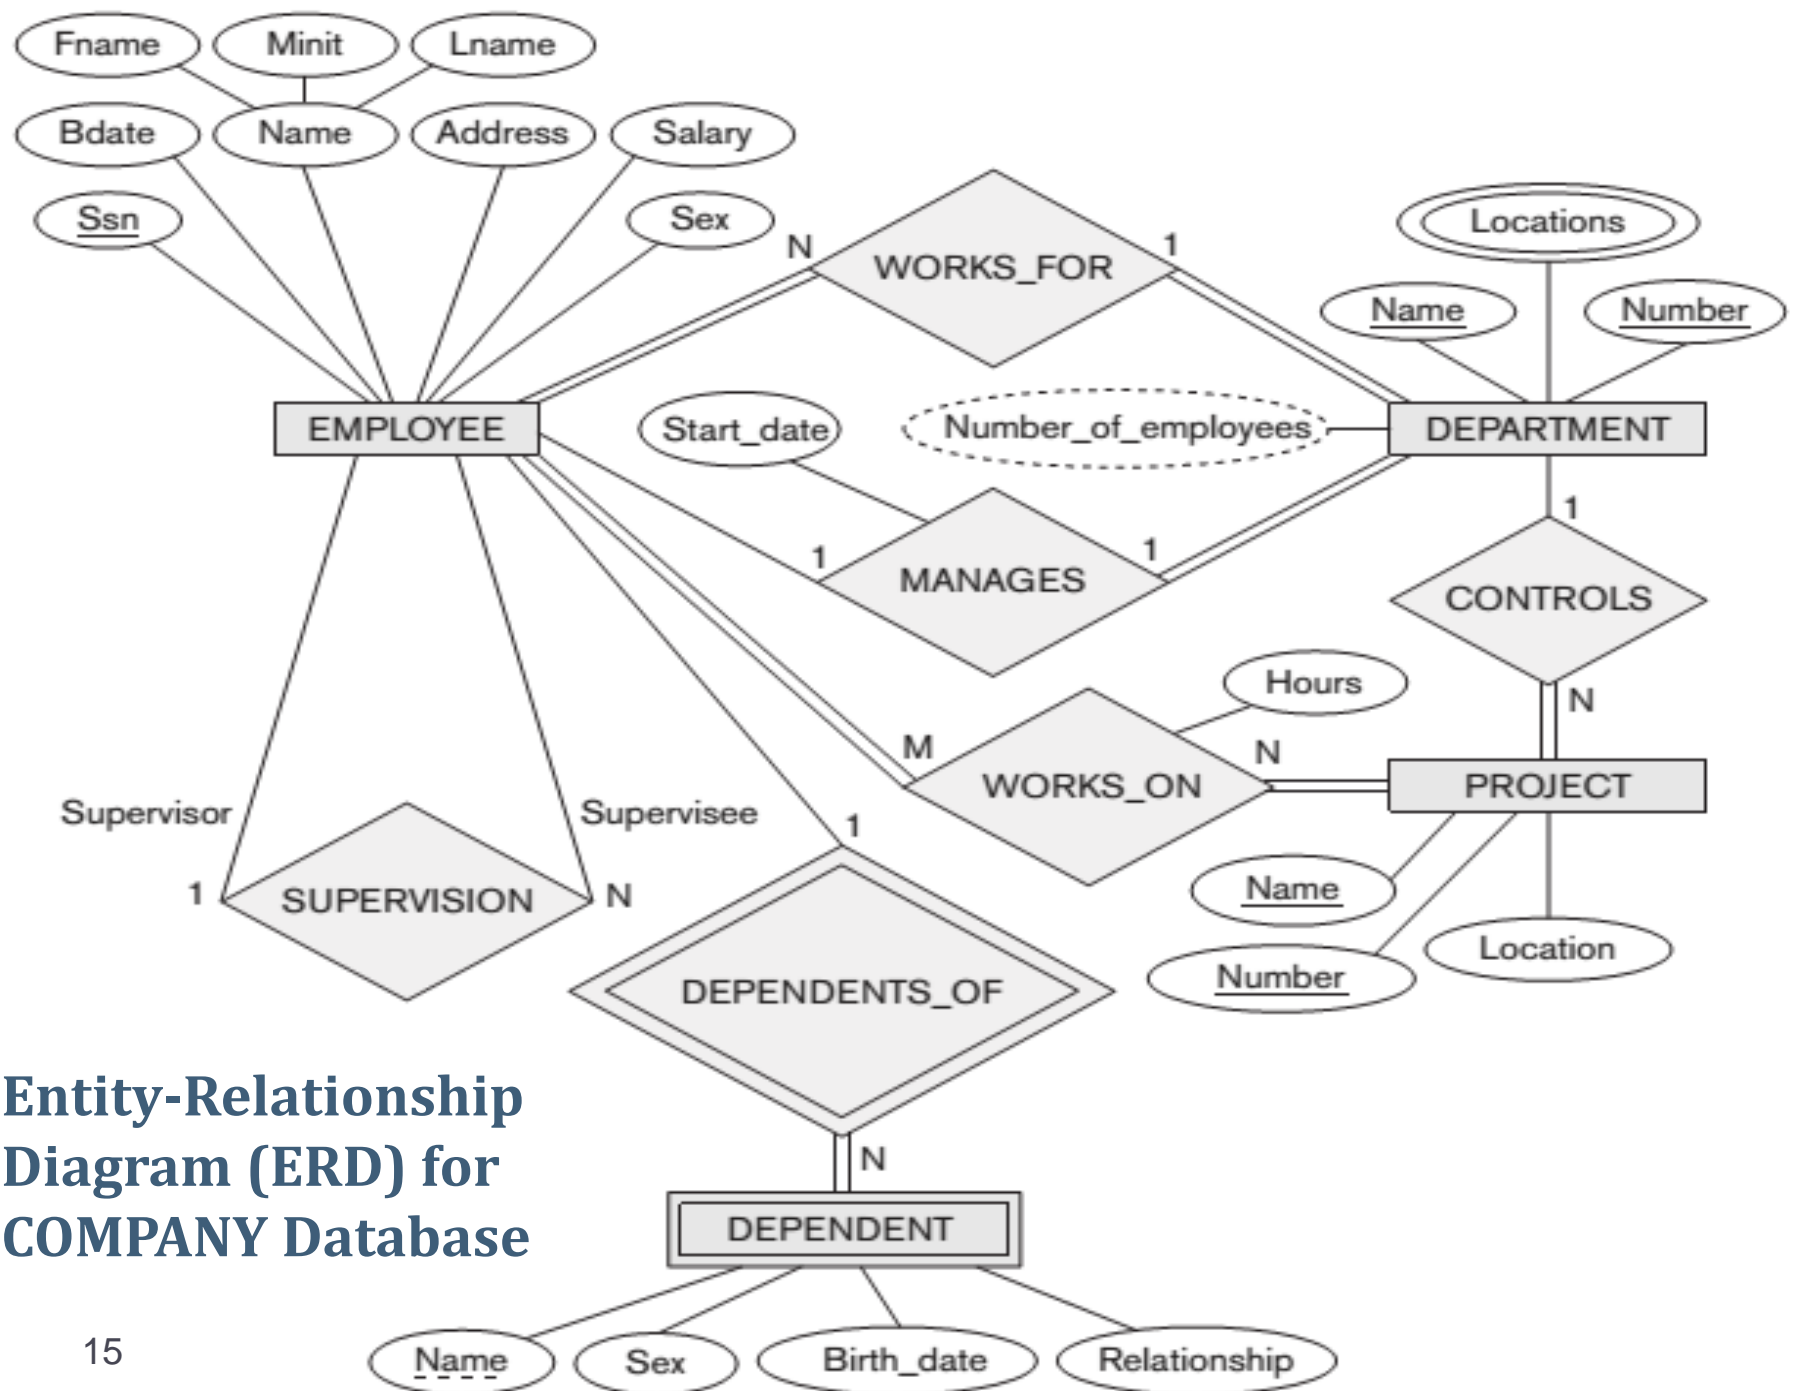 Fname
Minit
Lname
Bdate
Name
Address
Salary
Ssn
Sex
WORKS_FOR
N
1
Locations
Name
Number
EMPLOYEE
Start_date
Number_of_employees
DEPARTMENT
MANAGES
1
1
1
CONTROLS
N
Hours
M
WORKS_ON
N
PROJECT
Supervisor
Supervisee
1
SUPERVISION
N
1
Name
Number
Location
DEPENDENTS_OF
N
DEPENDENT
Name
Sex
Birth_date
Relationship
Entity-Relationship
Diagram (ERD) for
COMPANY Database
15